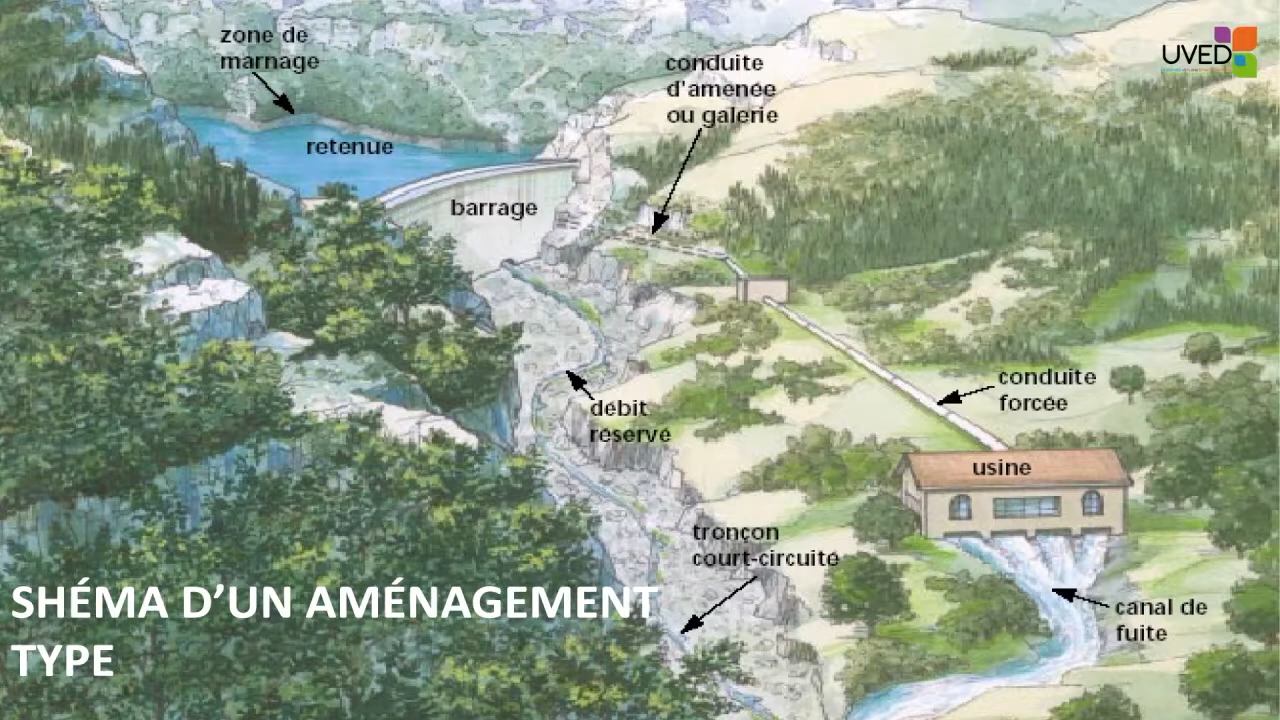 zone de
marnage
conduite
d'amenée
ou galerie
UVED
retenue
barrage
conduite
forcée
débit
réservé
usine
tronçon
court-circuité
SHÉMA D’UN AMÉNAGEMENT
TYPE
canal de
fuite